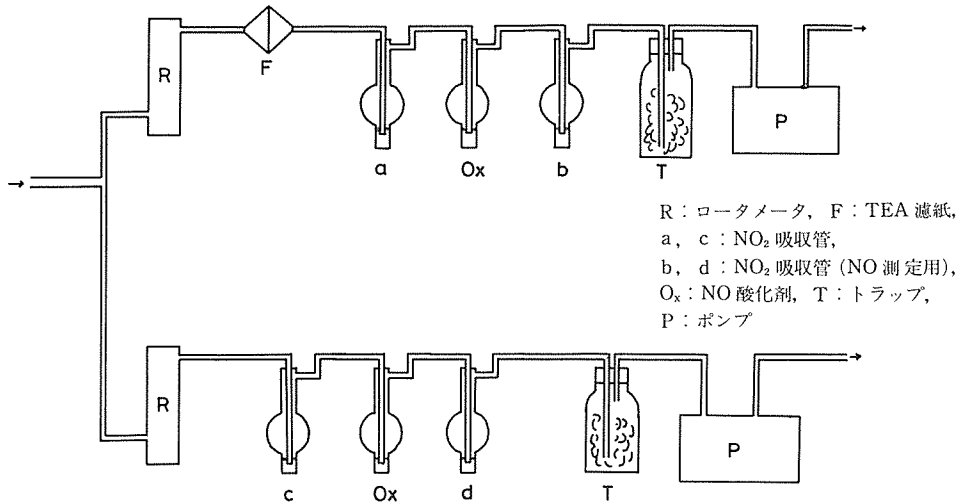 R
F
a
Ox
b
T
P
R：ロータメータ，F：TEA 濾紙，
a，c：NO₂ 吸収管，
b，d：NO₂ 吸収管（NO 測定用），
Oₓ：NO 酸化剤，T：トラップ，
P：ポンプ
R
c
Ox
d
T
P